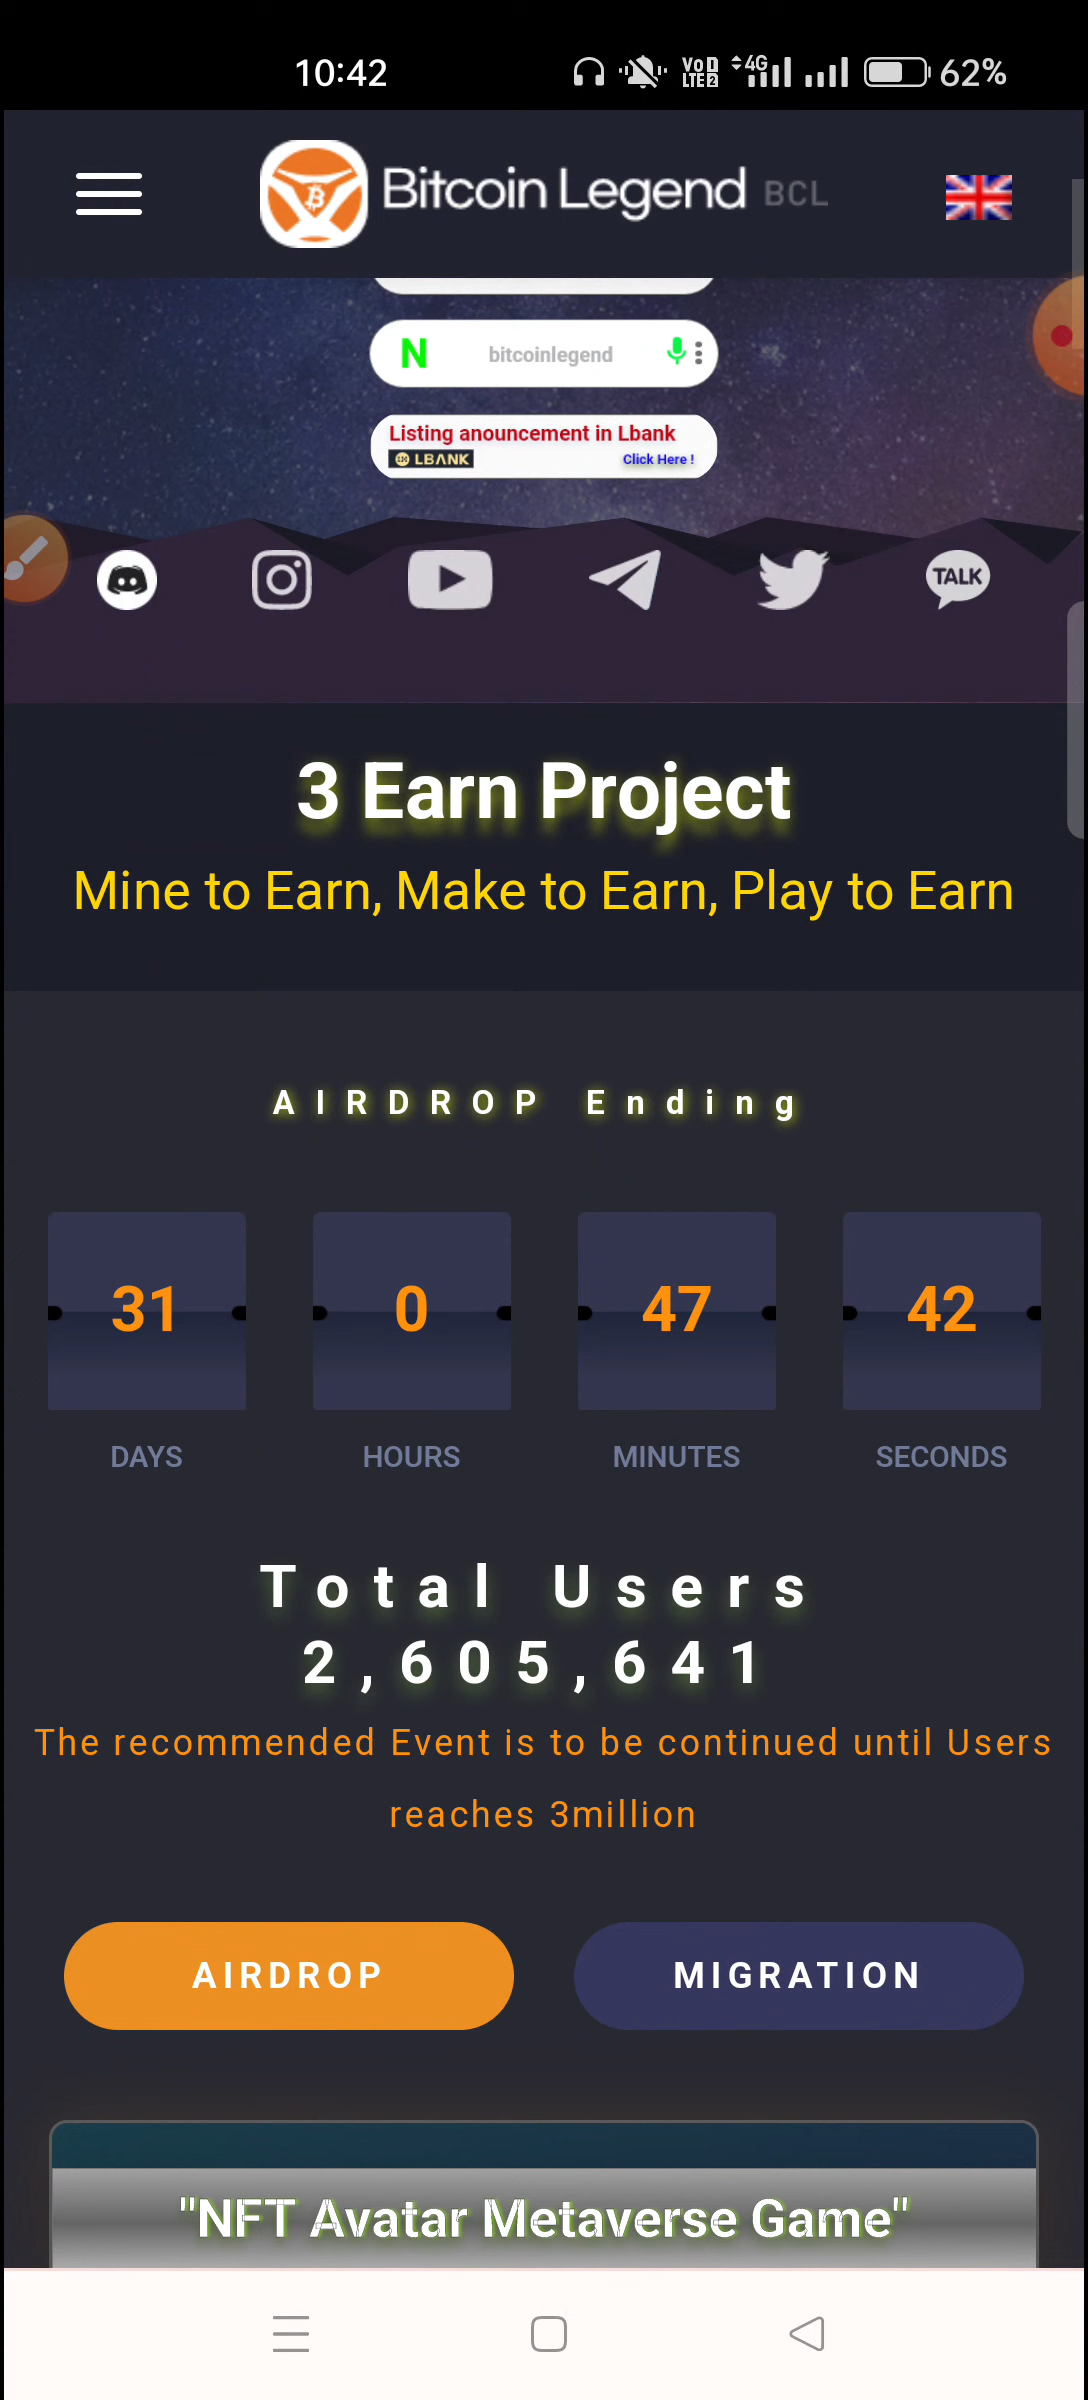 10:42
VoD LTE2 4G 62%
Bitcoin Legend BCL
N bitcoinlegend
Listing anouncement in Lbank
LBANK Click Here !
TALK
3 Earn Project
Mine to Earn, Make to Earn, Play to Earn
AIRDROP Ending
31 0 47 42
DAYS HOURS MINUTES SECONDS
Total Users
2,605,641
The recommended Event is to be continued until Users
reaches 3million
AIRDROP MIGRATION
"NFT Avatar Metaverse Game"